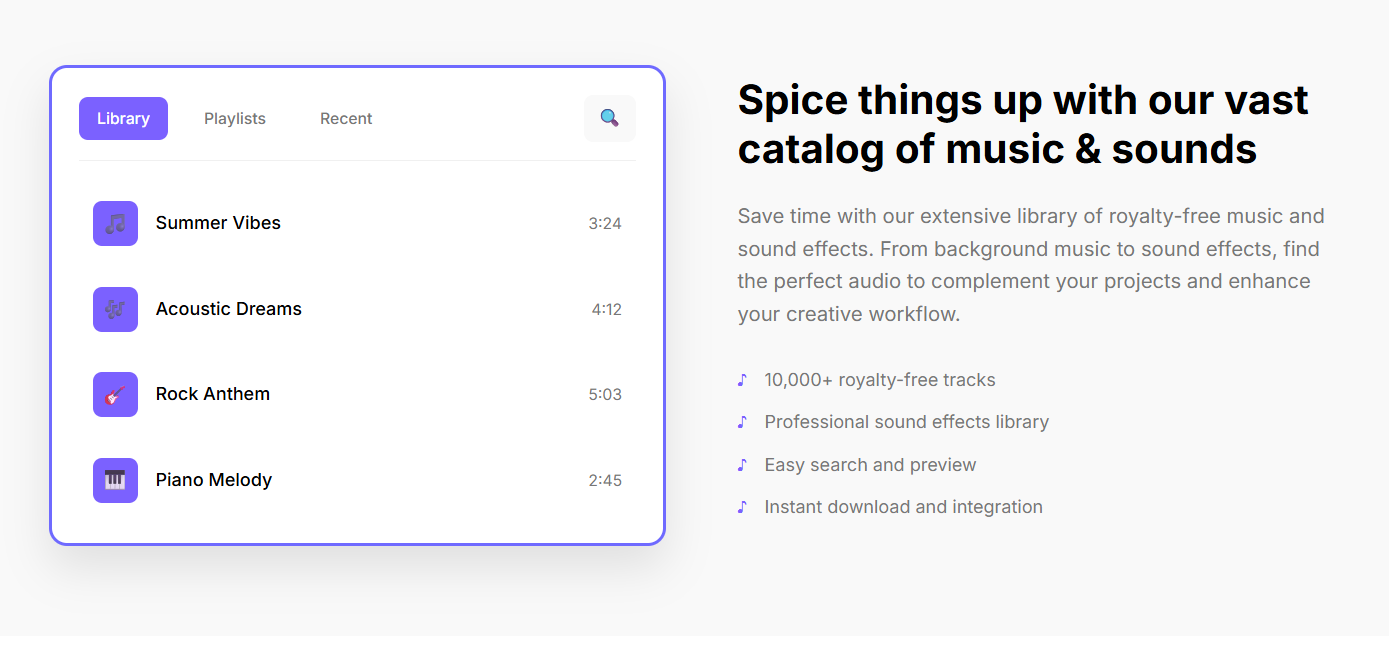 Library Playlists Recent
Summer Vibes 3:24
Acoustic Dreams 4:12
Rock Anthem 5:03
Piano Melody 2:45
Spice things up with our vast
catalog of music & sounds
Save time with our extensive library of royalty-free music and
sound effects. From background music to sound effects, find
the perfect audio to complement your projects and enhance
your creative workflow.
♪ 10,000+ royalty-free tracks
♪ Professional sound effects library
♪ Easy search and preview
♪ Instant download and integration